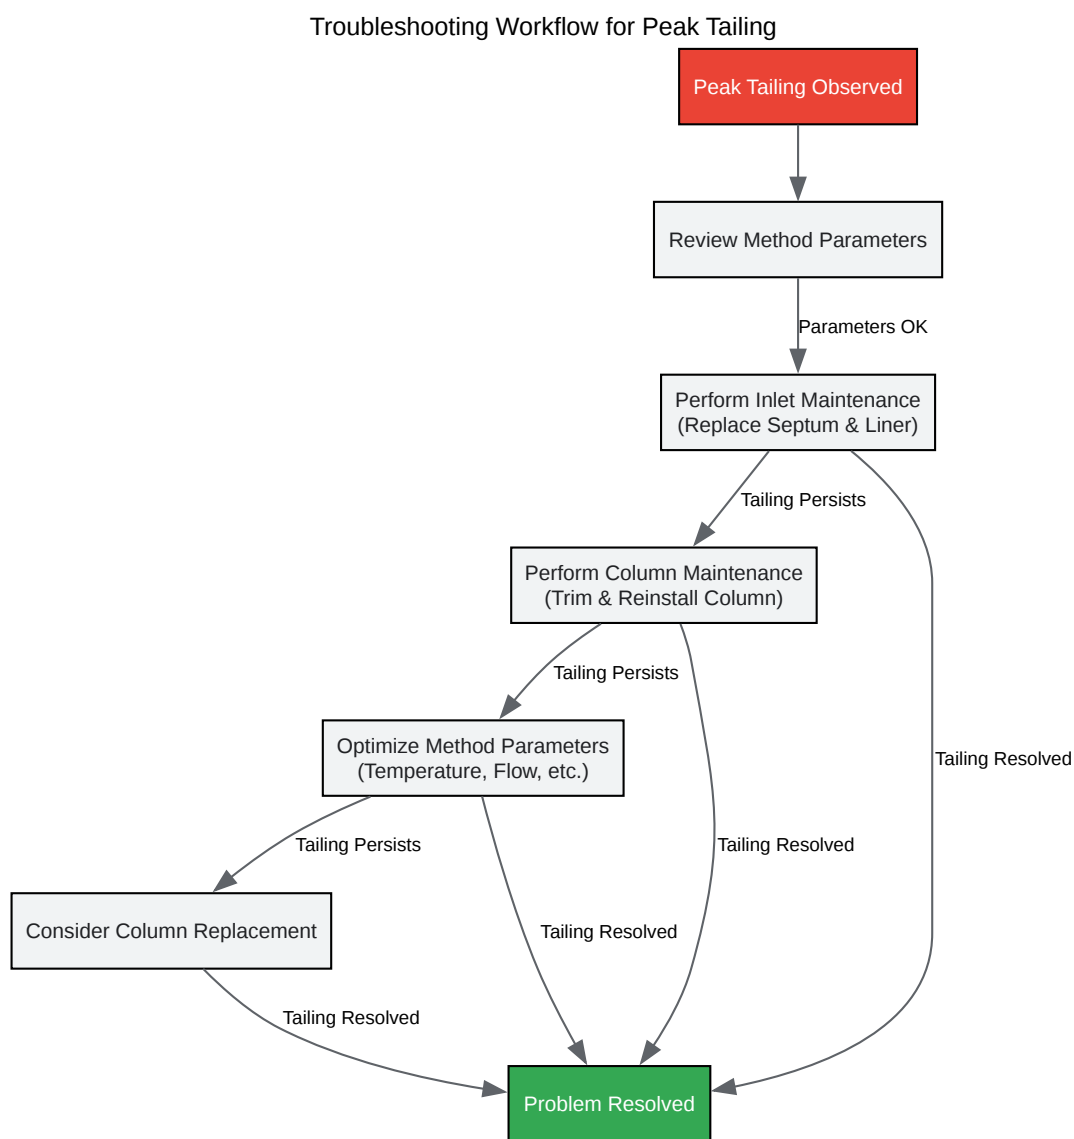 Troubleshooting Workflow for Peak Tailing
Peak Tailing Observed
Review Method Parameters
Parameters OK
Perform Inlet Maintenance
(Replace Septum & Liner)
Tailing Persists
Perform Column Maintenance
(Trim & Reinstall Column)
Tailing Persists
Optimize Method Parameters
(Temperature, Flow, etc.)
Tailing Resolved
Tailing Persists
Tailing Resolved
Consider Column Replacement
Tailing Resolved
Tailing Resolved
Problem Resolved